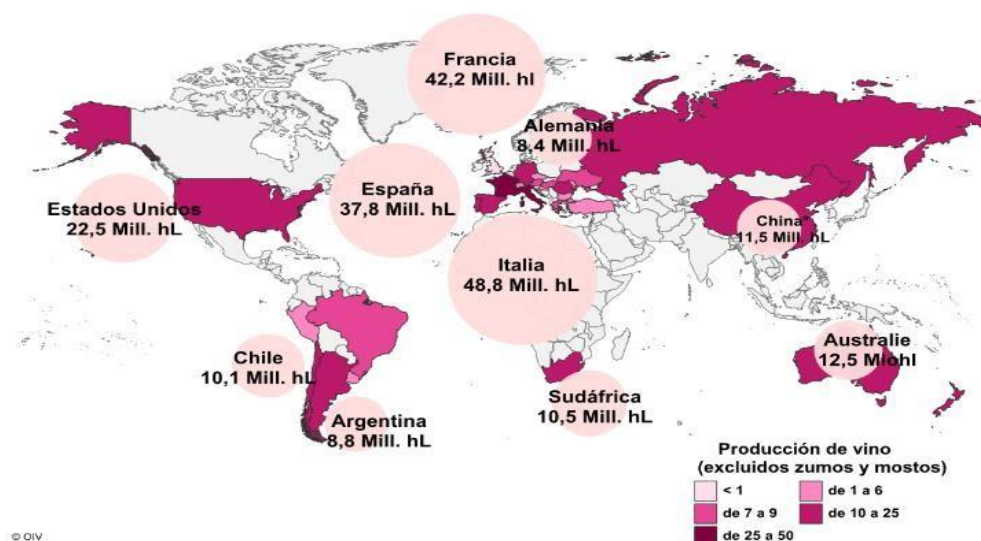 Francia
42,2 Mill. hl
Alemania
8,4 Mill. hL
España
37,8 Mill. hL
Estados Unidos
22,5 Mill. hL
China*
11,5 Mill. hL
Italia
48,8 Mill. hL
Australie
12,5 Miohl
Chile
10,1 Mill. hL
Sudáfrica
10,5 Mill. hL
Argentina
8,8 Mill. hL
Producción de vino
(excluidos zumos y mostos)
< 1
de 1 a 6
de 7 a 9
de 10 a 25
de 25 a 50
© OIV